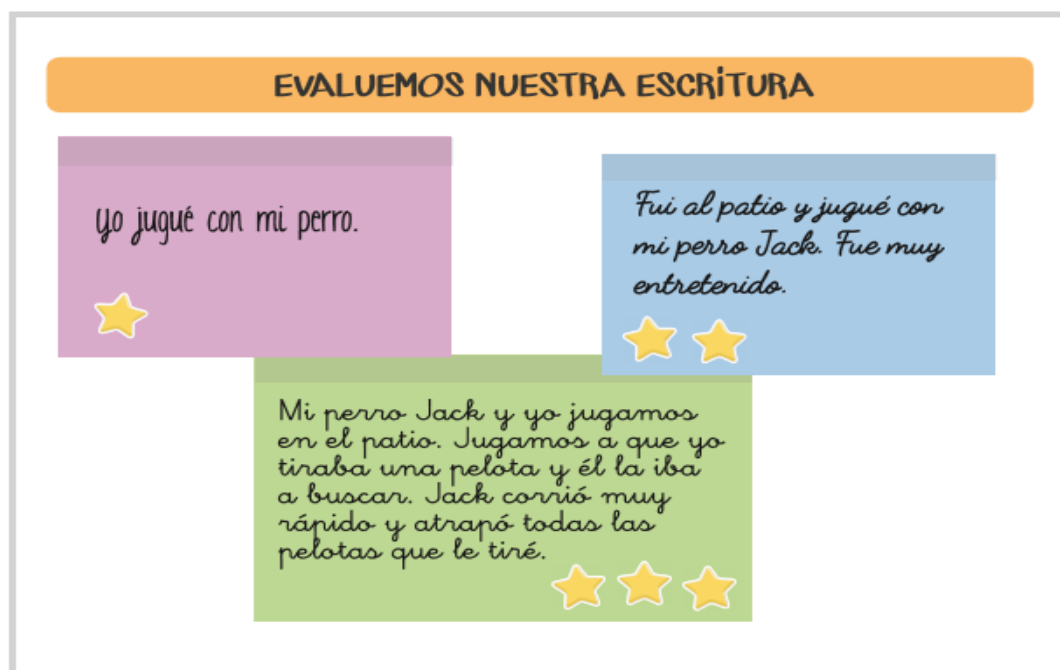 EVALUEMOS NUESTRA ESCRITURA
Yo jugué con mi perro.
Fui al patio y jugué con
mi perro Jack. Fue muy
entretenido.
Mi perro Jack y yo jugamos
en el patio. Jugamos a que yo
tiraba una pelota y él la iba
a buscar. Jack corrió muy
rápido y atrapó todas las
pelotas que le tiré.